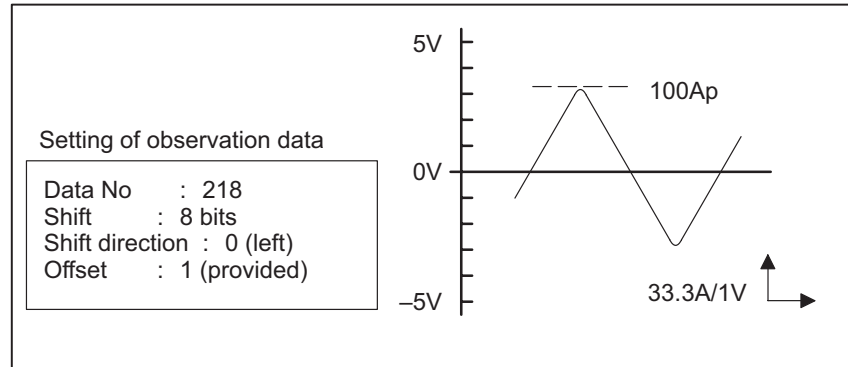 Setting of observation data
Data No : 218
Shift : 8 bits
Shift direction : 0 (left)
Offset : 1 (provided)
5V
100Ap
0V
33.3A/1V
–5V